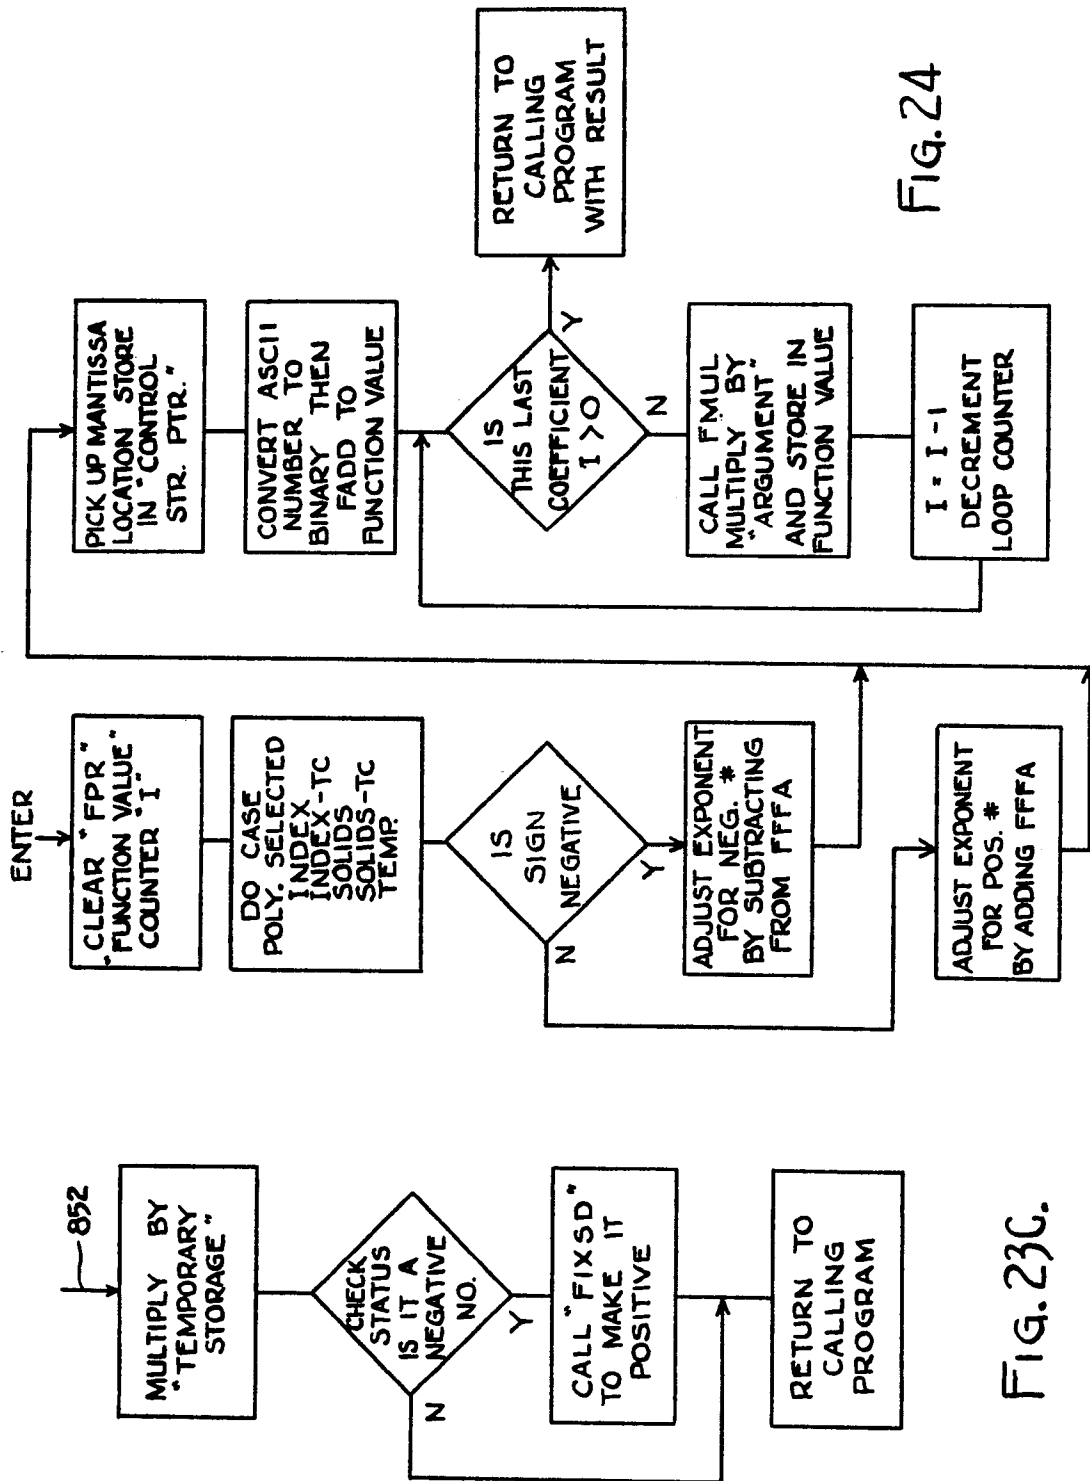 852
MULTIPLY BY
"TEMPORARY
STORAGE"
CHECK
STATUS
IS IT A
NEGATIVE
NO.
N
Y
CALL "FIXSD"
TO MAKE IT
POSITIVE
RETURN TO
CALLING
PROGRAM
FIG. 23C.
ENTER
"CLEAR "FPR"
"FUNCTION VALUE"
COUNTER "I"
DO CASE
POLY. SELECTED
INDEX
INDEX-TC
SOLIDS
SOLIDS-TC
TEMP.
IS
SIGN
NEGATIVE
N
Y
ADJUST EXPONENT
FOR NEG. #
BY SUBTRACTING
FROM FFFA
ADJUST EXPONENT
FOR POS. #
BY ADDING FFFA
PICK UP MANTISSA
LOCATION STORE
IN "CONTROL
STR. PTR."
CONVERT ASCII
NUMBER TO
BINARY THEN
FADD TO
FUNCTION VALUE
IS
THIS LAST
COEFFICIENT
I > 0
Y
N
RETURN TO
CALLING
PROGRAM
WITH RESULT
CALL FMUL
MULTIPLY BY
"ARGUMENT"
AND STORE IN
FUNCTION VALUE
I = I - 1
DECREMENT
LOOP COUNTER
FIG. 24